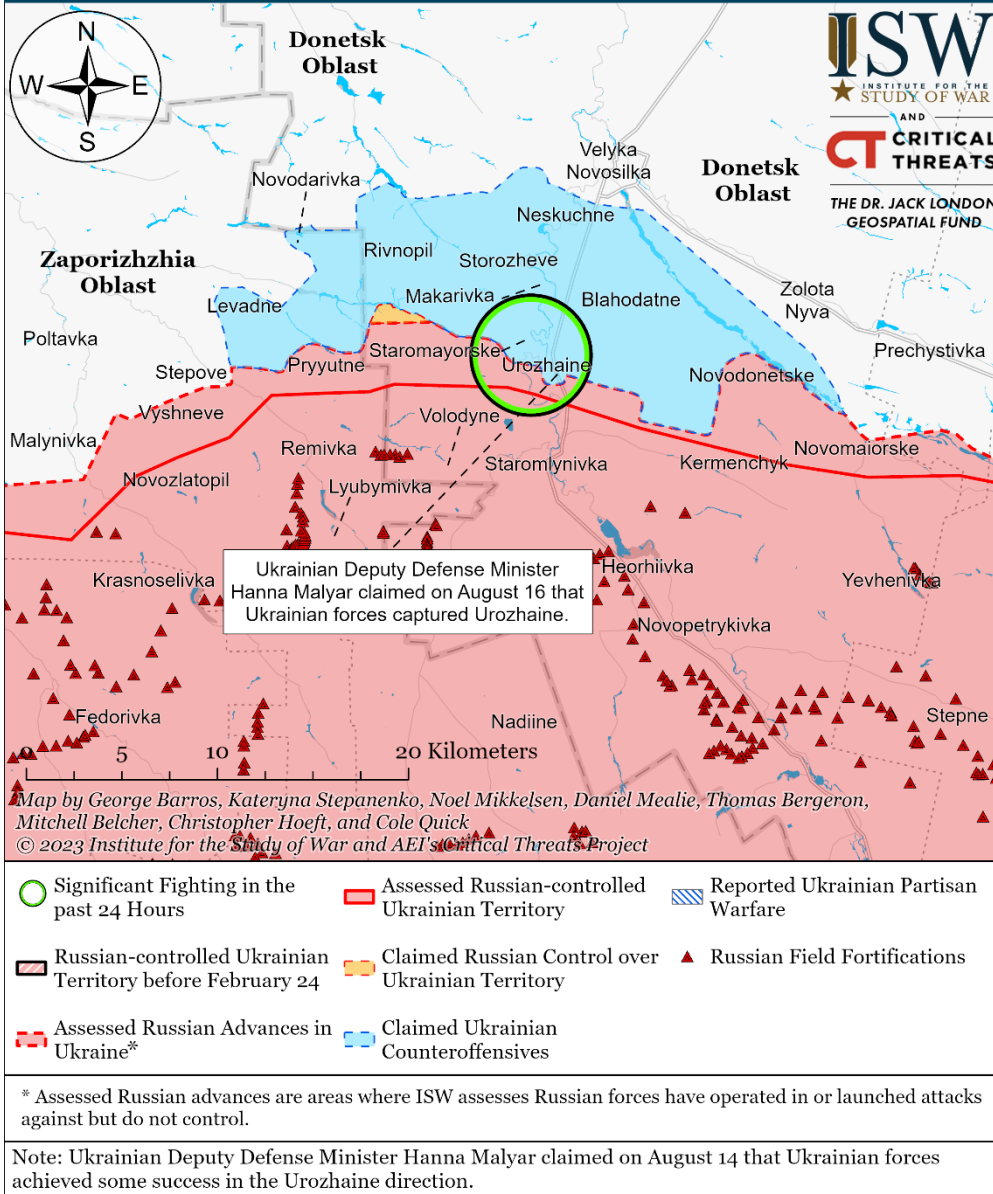 N
W
E
S
Donetsk
Oblast
ISW
INSTITUTE FOR THE
STUDY OF WAR
AND
CT CRITICAL
THREATS
THE DR. JACK LONDON
GEOSPATIAL FUND
Velyka
Novosilka
Donetsk
Oblast
Novodarivka
Neskuchne
Rivnopil
Storozheve
Zaporizhzhia
Oblast
Makarivka
Blahodatne
Zolota
Nyva
Levadne
Poltavka
Staromayorske
Prechystivka
Pryyutne
Urozhaine
Stepove
Novodonetske
Vyshneve
Volodyne
Malynivka
Remivka
Novomaiorske
Staromlynivka
Kermenchyk
Novozlatopil
Lyubymivka
Krasnoselivka
Heorhiivka
Yevhenivka
Ukrainian Deputy Defense Minister
Hanna Malyar claimed on August 16 that
Ukrainian forces captured Urozhaine.
Novopetrykivka
Fedorivka
Nadiine
Stepne
0 5 10 20 Kilometers
Map by George Barros, Kateryna Stepanenko, Noel Mikkelsen, Daniel Mealie, Thomas Bergeron,
Mitchell Belcher, Christopher Hoeft, and Cole Quick
© 2023 Institute for the Study of War and AEI's Critical Threats Project
Significant Fighting in the
past 24 Hours
Assessed Russian-controlled
Ukrainian Territory
Reported Ukrainian Partisan
Warfare
Russian-controlled Ukrainian
Territory before February 24
Claimed Russian Control over
Ukrainian Territory
Russian Field Fortifications
Assessed Russian Advances in
Ukraine*
Claimed Ukrainian
Counteroffensives
* Assessed Russian advances are areas where ISW assesses Russian forces have operated in or launched attacks
against but do not control.
Note: Ukrainian Deputy Defense Minister Hanna Malyar claimed on August 14 that Ukrainian forces
achieved some success in the Urozhaine direction.